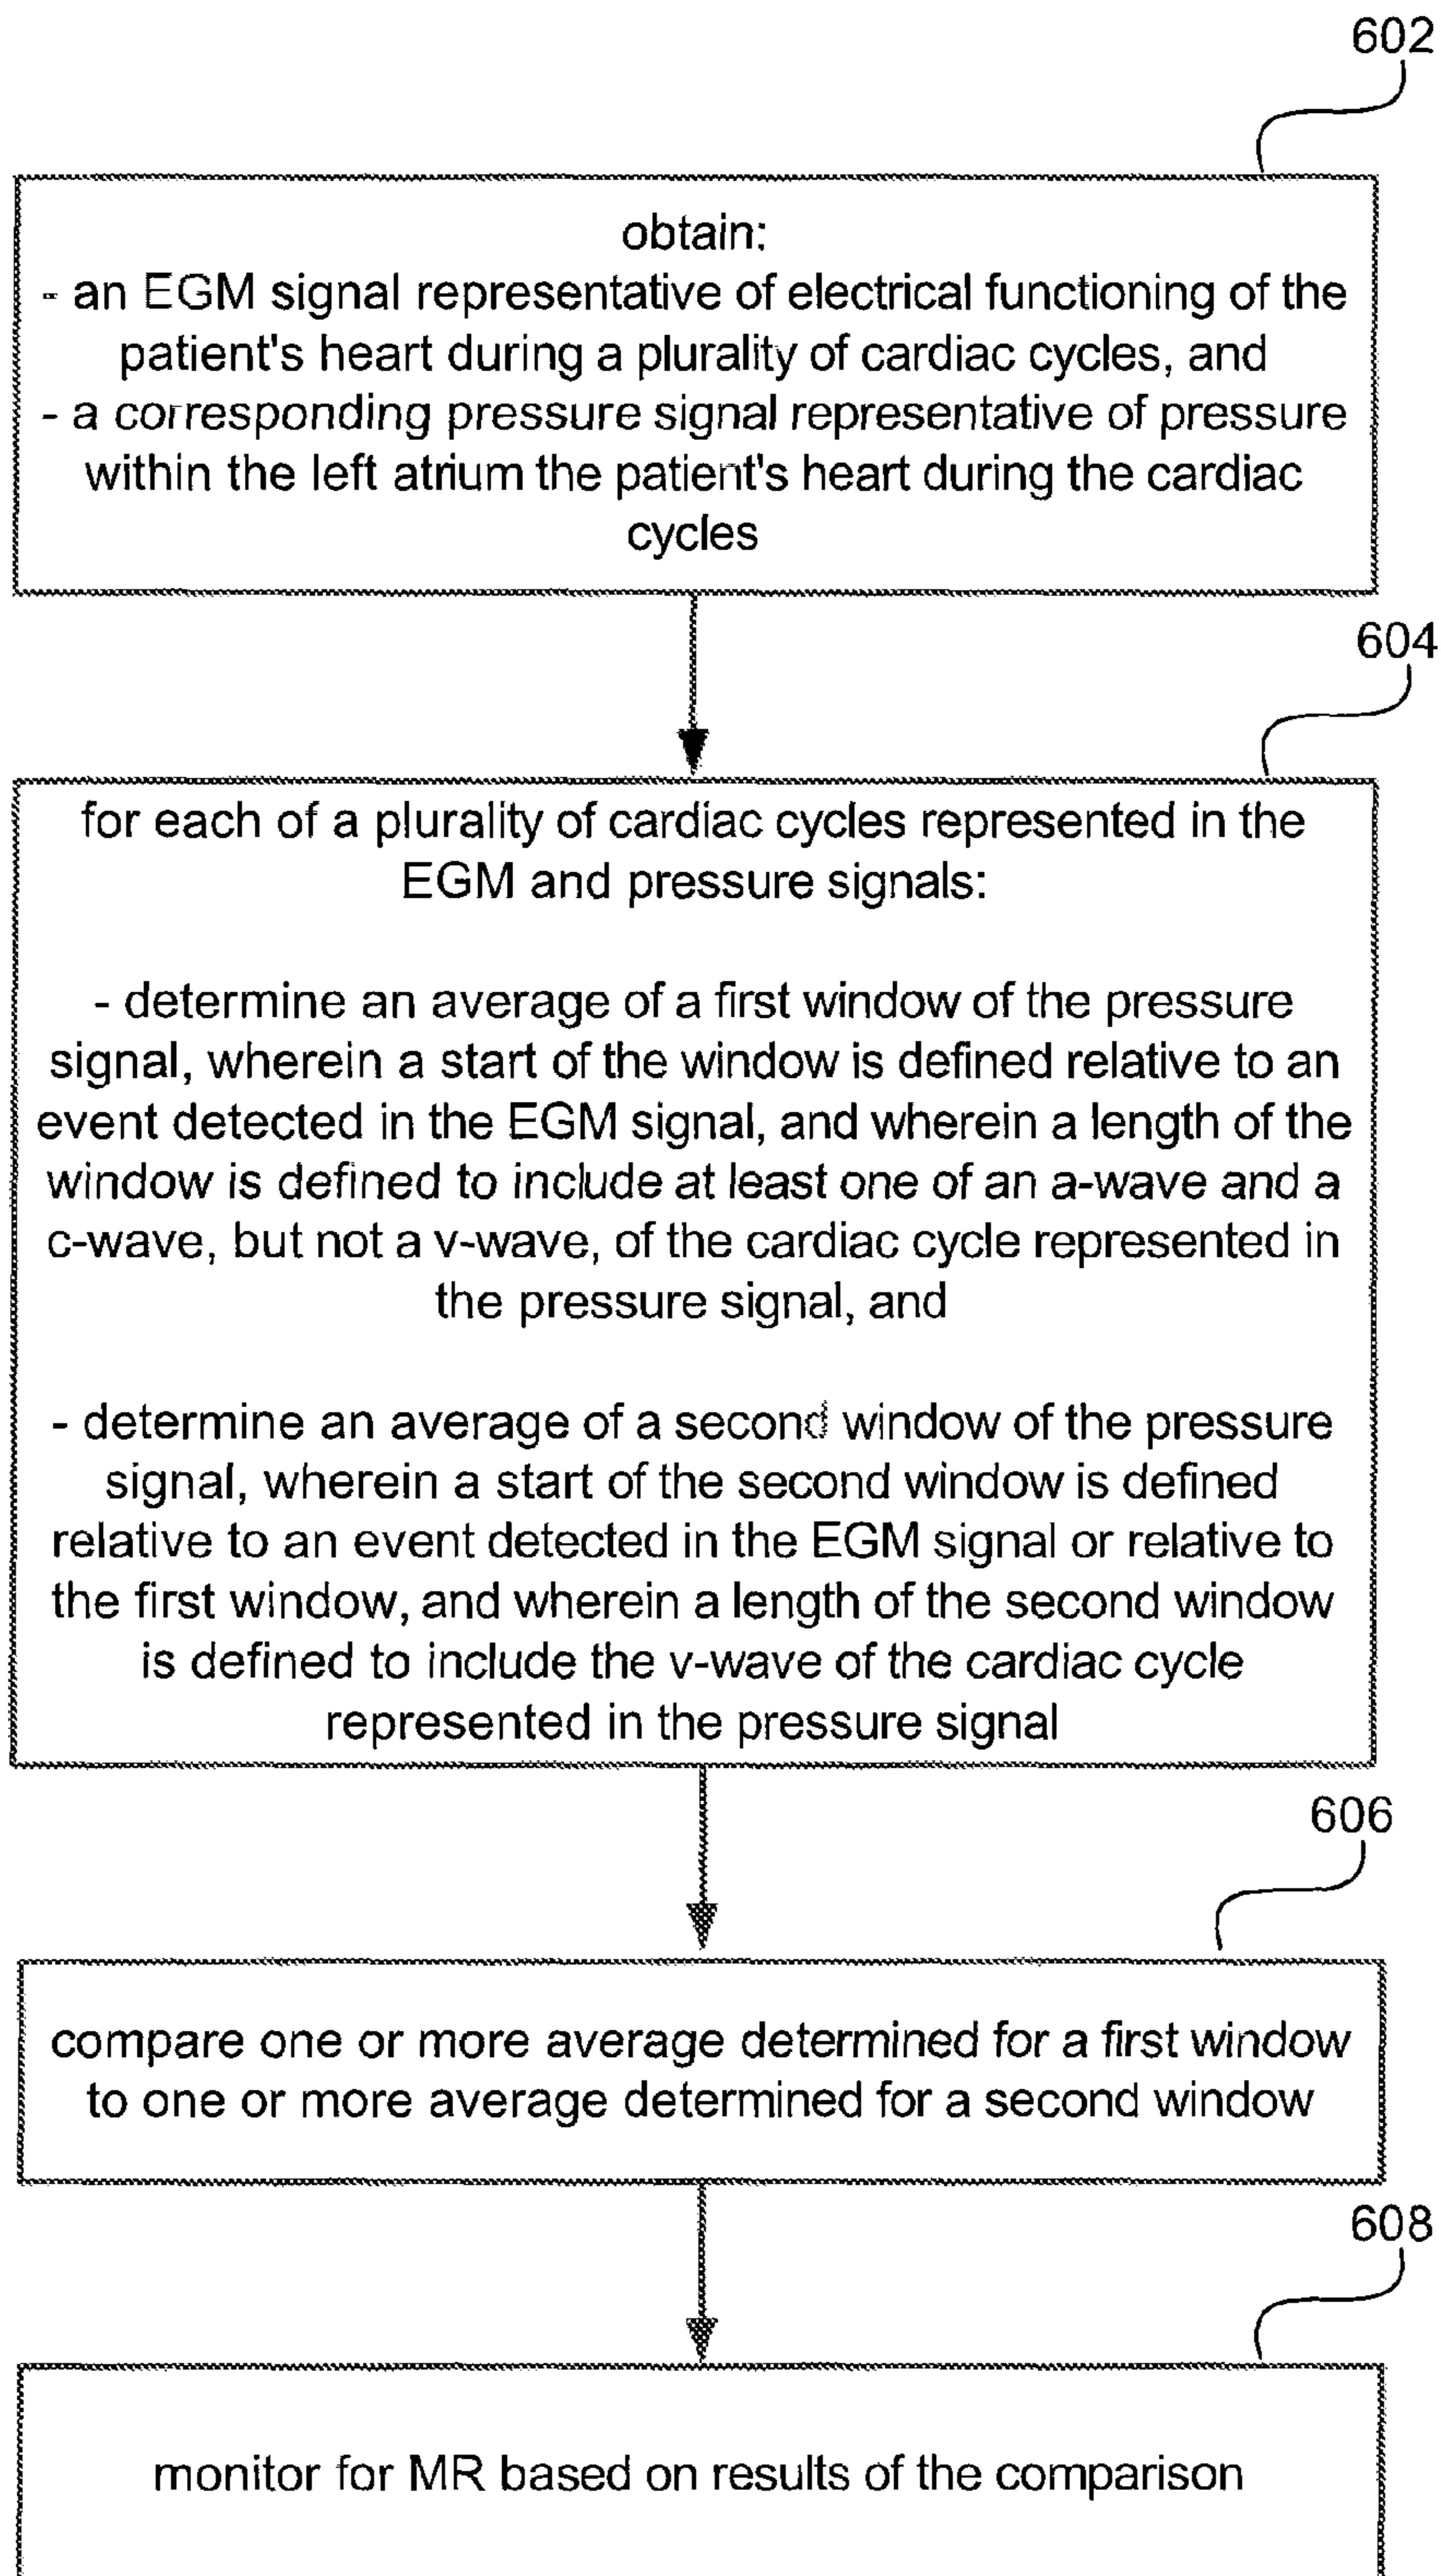 602
obtain:
- an EGM signal representative of electrical functioning of the
patient's heart during a plurality of cardiac cycles, and
- a corresponding pressure signal representative of pressure
within the left atrium the patient's heart during the cardiac
cycles
604
for each of a plurality of cardiac cycles represented in the
EGM and pressure signals:
- determine an average of a first window of the pressure
signal, wherein a start of the window is defined relative to an
event detected in the EGM signal, and wherein a length of the
window is defined to include at least one of an a-wave and a
c-wave, but not a v-wave, of the cardiac cycle represented in
the pressure signal, and
- determine an average of a second window of the pressure
signal, wherein a start of the second window is defined
relative to an event detected in the EGM signal or relative to
the first window, and wherein a length of the second window
is defined to include the v-wave of the cardiac cycle
represented in the pressure signal
606
compare one or more average determined for a first window
to one or more average determined for a second window
608
monitor for MR based on results of the comparison